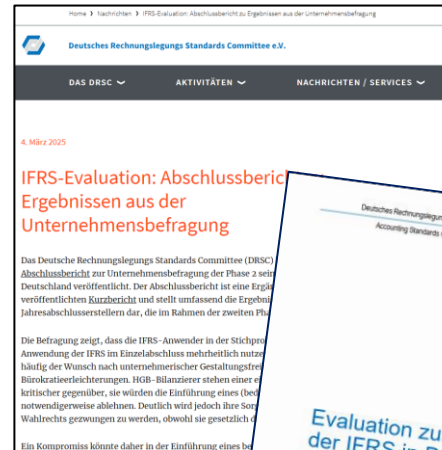 Home > Nachrichten > IFRS-Evaluation: Abschlussbericht zu Ergebnissen aus der Unternehmensbefragung
Deutsches Rechnungslegungs Standards Committee e.V.
DAS DRSC
AKTIVITÄTEN
NACHRICHTEN / SERVICES
4. März 2025
IFRS-Evaluation: Abschlussberic
Ergebnissen aus der
Unternehmensbefragung
Das Deutsche Rechnungslegungs Standards Committee (DRSC)
Abschlussbericht zur Unternehmensbefragung der Phase 2 sein
Deutschland veröffentlicht. Der Abschlussbericht ist eine Ergä
veröffentlichten Kurzbericht und stellt umfassend die Ergebni
Jahresabschlusserstellern dar, die im Rahmen der zweiten Pha
Die Befragung zeigt, dass die IFRS-Anwender in der Stichpro
Anwendung der IFRS im Einzelabschluss mehrheitlich nutze
häufig der Wunsch nach unternehmerischer Gestaltungsfrei
Bürokratieerleichterungen. HGB-Bilanzierer stehen einer e
kritischer gegenüber, sie würden die Einführung eines (bed
notwendigerweise ablehnen. Deutlich wird jedoch ihre Sorg
Wahlrechts gezwungen zu werden, obwohl sie gesetzlich d
Ein Kompromiss könnte daher in der Einführung eines be
Deutsches Rechnungslegun
Accounting Standards
Evaluation zu
der IFRS in D